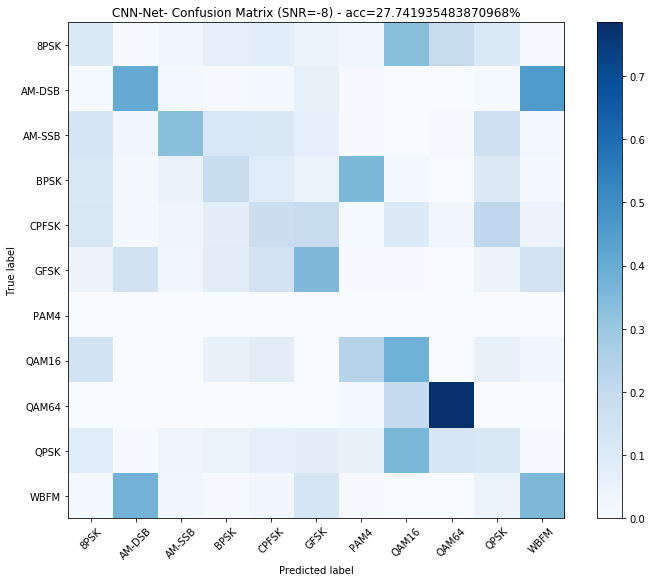 CNN-Net- Confusion Matrix (SNR=-8) - acc=27.741935483870968%
True label
8PSK
AM-DSB
AM-SSB
BPSK
CPFSK
GFSK
PAM4
QAM16
QAM64
QPSK
WBFM
8PSK AM-DSB AM-SSB BPSK CPFSK GFSK PAM4 QAM16 QAM64 QPSK WBFM
Predicted label
0.7
0.6
0.5
0.4
0.3
0.2
0.1
0.0